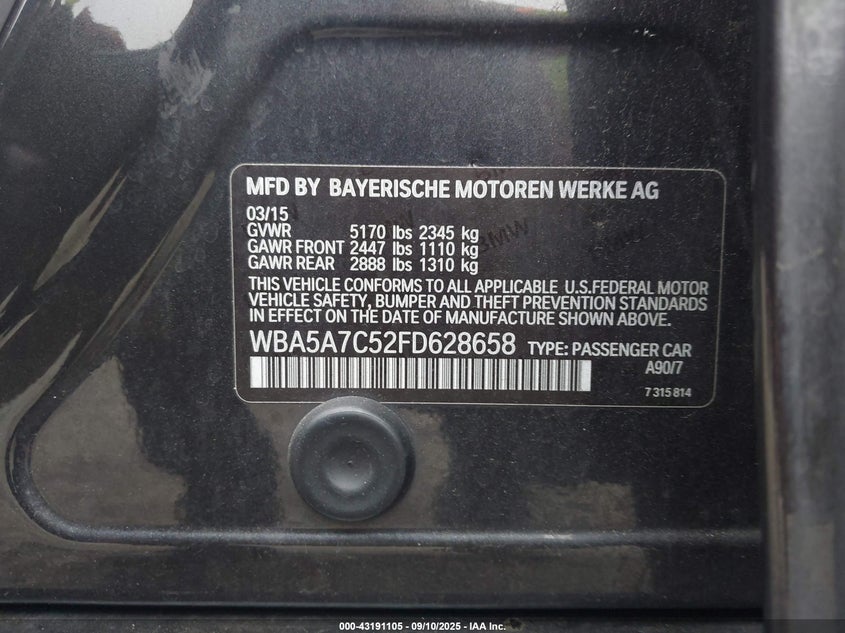 MFD BY BAYERISCHE MOTOREN WERKE AG
03/15
GVWR 5170 lbs 2345 kg
GAWR FRONT 2447 lbs 1110 kg
GAWR REAR 2888 lbs 1310 kg
THIS VEHICLE CONFORMS TO ALL APPLICABLE U.S.FEDERAL MOTOR
VEHICLE SAFETY, BUMPER AND THEFT PREVENTION STANDARDS
IN EFFECT ON THE DATE OF MANUFACTURE SHOWN ABOVE.
WBA5A7C52FD628658 TYPE: PASSENGER CAR
A90/7
7 315 814
BMW
000-43191105 - 09/10/2025 - IAA Inc.